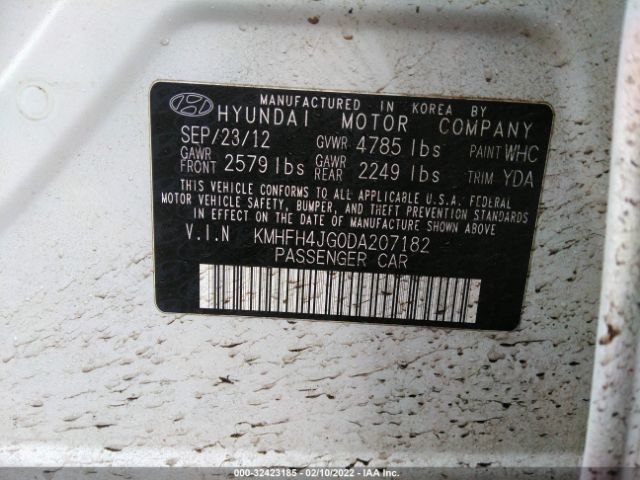 MANUFACTURED IN KOREA BY
HYUNDAI MOTOR COMPANY
SEP/23/12 GVWR 4785 lbs PAINT WHC
GAWR FRONT 2579 lbs GAWR REAR 2249 lbs TRIM YDA
THIS VEHICLE CONFORMS TO ALL APPLICABLE U.S.A. FEDERAL
MOTOR VEHICLE SAFETY, BUMPER, AND THEFT PREVENTION STANDARDS
IN EFFECT ON THE DATE OF MANUFACTURE SHOWN ABOVE.
V.I.N KMHFH4JG0DA207182
PASSENGER CAR
000 - 32423185 - 02/10/2022 - IAA Inc.